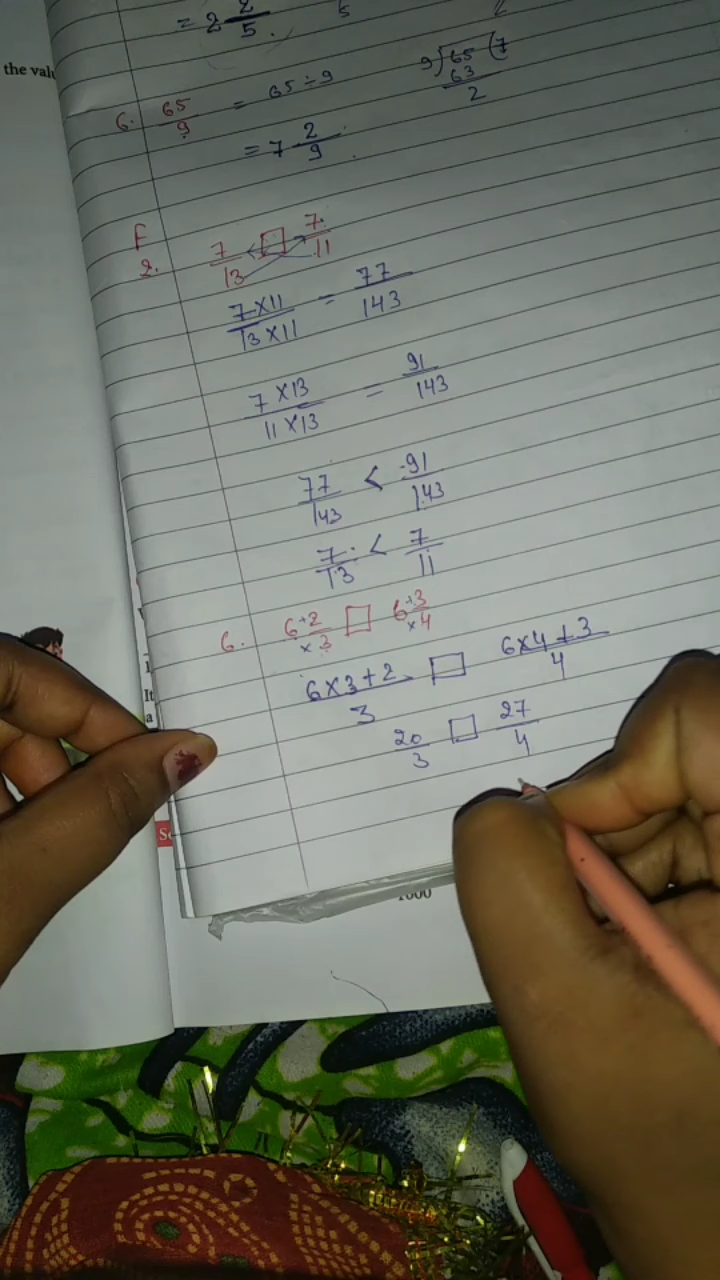 = 2 2/5.
the valu
6. 65/9 = 65 ÷ 9
9)65(7
63
2
= 7 2/9.
F
2. 7/13 □ 7/11
7×11/13×11 = 77/143
7×13/11×13 = 91/143
77/143 < 91/143
7/13 < 7/11
6. 6+2/×3 □ 6+3/×4
6×3+2/3 □ 6×4+3/4
20/3 □ 27/4
It
a
1000